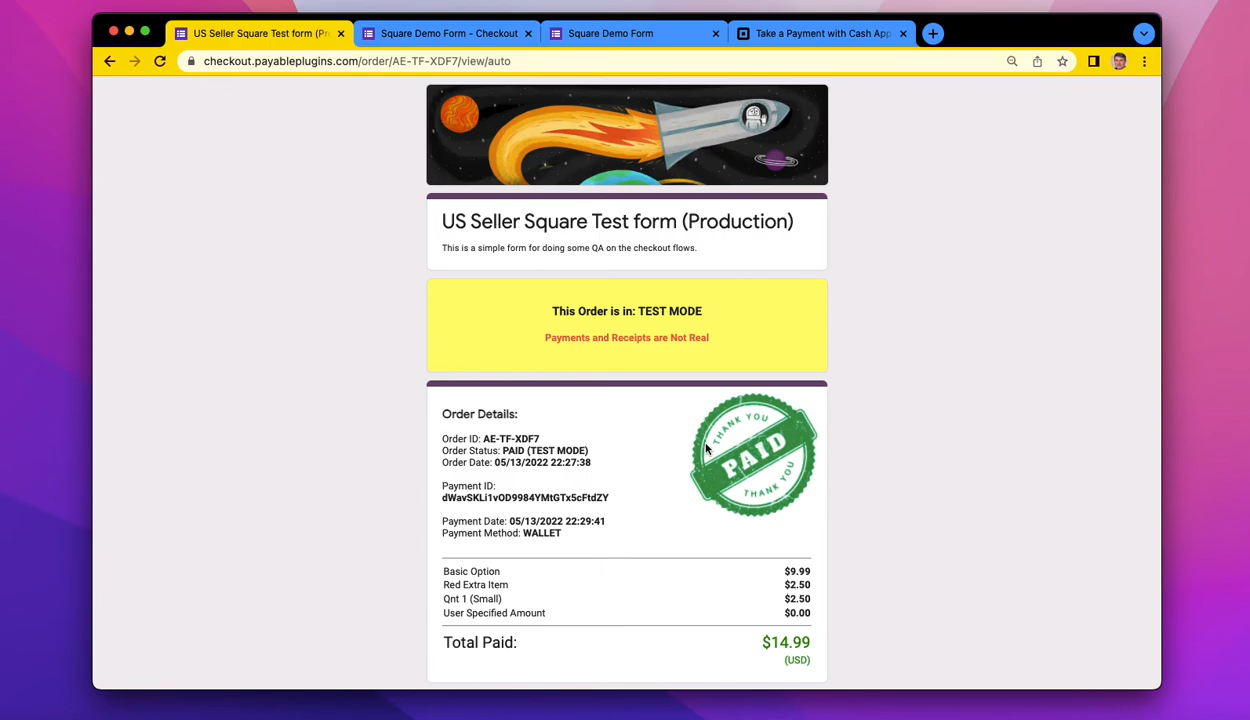 US Seller Square Test form (Pr
Square Demo Form - Checkout
Square Demo Form
Take a Payment with Cash App
checkout.payableplugins.com/order/AE-TF-XDF7/view/auto
US Seller Square Test form (Production)
This is a simple form for doing some QA on the checkout flows.
This Order is in: TEST MODE
Payments and Receipts are Not Real
Order Details:
Order ID: AE-TF-XDF7
Order Status: PAID (TEST MODE)
Order Date: 05/13/2022 22:27:38
THANK YOU
PAID
THANK YOU
Payment ID:
dWavSKLi1vOD9984YMtGTx5cFtdZY
Payment Date: 05/13/2022 22:29:41
Payment Method: WALLET
Basic Option $9.99
Red Extra Item $2.50
Qnt 1 (Small) $2.50
User Specified Amount $0.00
Total Paid: $14.99
(USD)